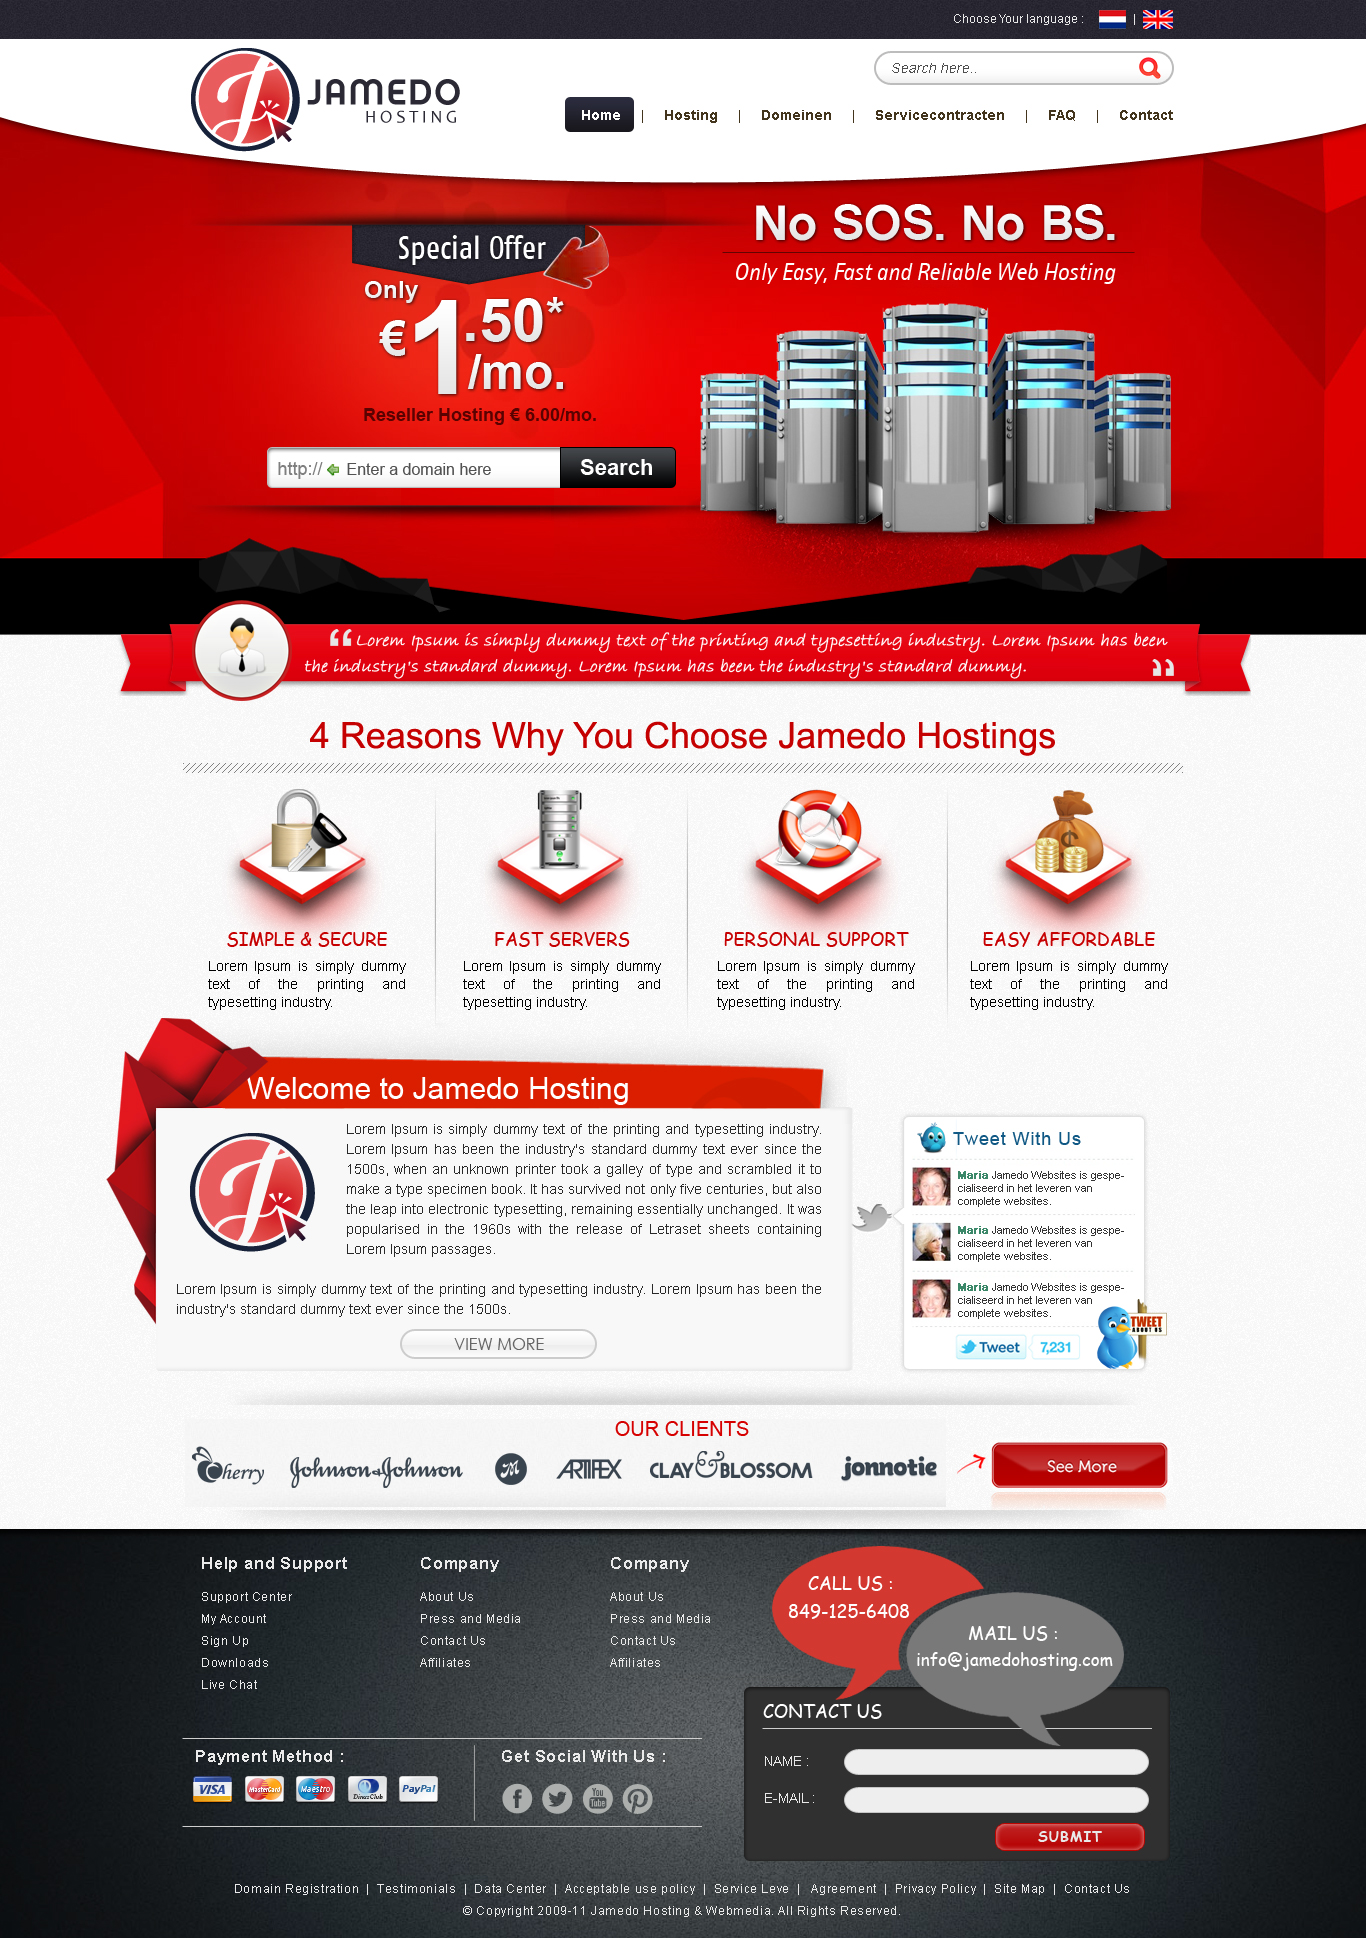 Choose Your language : |
JAMEDO
HOSTING
Search here..
Home | Hosting | Domeinen | Servicecontracten | FAQ | Contact
Special Offer
Only
€1.50*
/mo.
Reseller Hosting € 6.00/mo.
http:// Enter a domain here
Search
No SOS. No BS.
Only Easy, Fast and Reliable Web Hosting
“ Lorem Ipsum is simply dummy text of the printing and typesetting industry. Lorem Ipsum has been
the industry's standard dummy. Lorem Ipsum has been the industry's standard dummy. ”
4 Reasons Why You Choose Jamedo Hostings
SIMPLE & SECURE
Lorem Ipsum is simply dummy
text of the printing and
typesetting industry.
FAST SERVERS
Lorem Ipsum is simply dummy
text of the printing and
typesetting industry.
PERSONAL SUPPORT
Lorem Ipsum is simply dummy
text of the printing and
typesetting industry.
EASY AFFORDABLE
Lorem Ipsum is simply dummy
text of the printing and
typesetting industry.
Welcome to Jamedo Hosting
Lorem Ipsum is simply dummy text of the printing and typesetting industry.
Lorem Ipsum has been the industry's standard dummy text ever since the
1500s, when an unknown printer took a galley of type and scrambled it to
make a type specimen book. It has survived not only five centuries, but also
the leap into electronic typesetting, remaining essentially unchanged. It was
popularised in the 1960s with the release of Letraset sheets containing
Lorem Ipsum passages.
Lorem Ipsum is simply dummy text of the printing and typesetting industry. Lorem Ipsum has been the
industry's standard dummy text ever since the 1500s.
VIEW MORE
Tweet With Us
Maria Jamedo Websites is gespe-
cialiseerd in het leveren van
complete websites.
Maria Jamedo Websites is gespe-
cialiseerd in het leveren van
complete websites.
Maria Jamedo Websites is gespe-
cialiseerd in het leveren van
complete websites.
TWEET
ABOUT US
Tweet 7,231
OUR CLIENTS
Cherry
Johnson & Johnson
M
ARTIFEX
CLAY & BLOSSOM
jonnotie
See More
Help and Support
Support Center
My Account
Sign Up
Downloads
Live Chat
Company
About Us
Press and Media
Contact Us
Affiliates
Company
About Us
Press and Media
Contact Us
Affiliates
CALL US :
849-125-6408
MAIL US :
info@jamedohosting.com
CONTACT US
NAME :
E-MAIL :
SUBMIT
Payment Method :
VISA MasterCard Maestro Diners Club PayPal
Get Social With Us :
You Tube
Domain Registration | Testimonials | Data Center | Acceptable use policy | Service Leve | Agreement | Privacy Policy | Site Map | Contact Us
© Copyright 2009-11 Jamedo Hosting & Webmedia. All Rights Reserved.